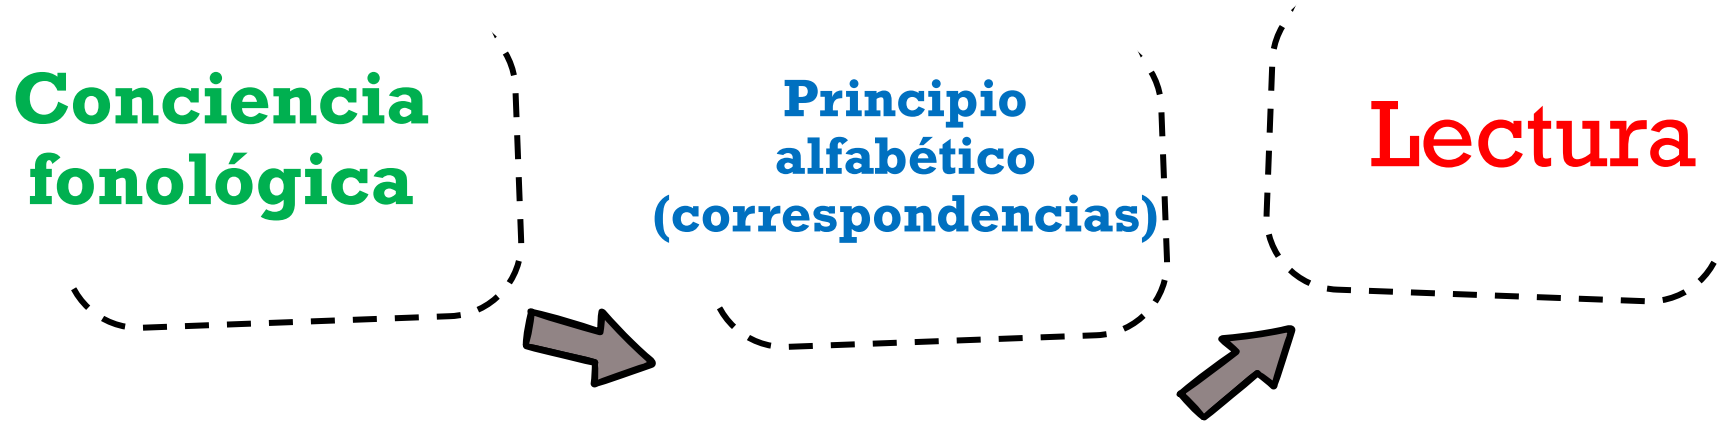 Conciencia
fonológica
Principio
alfabético
(correspondencias)
Lectura